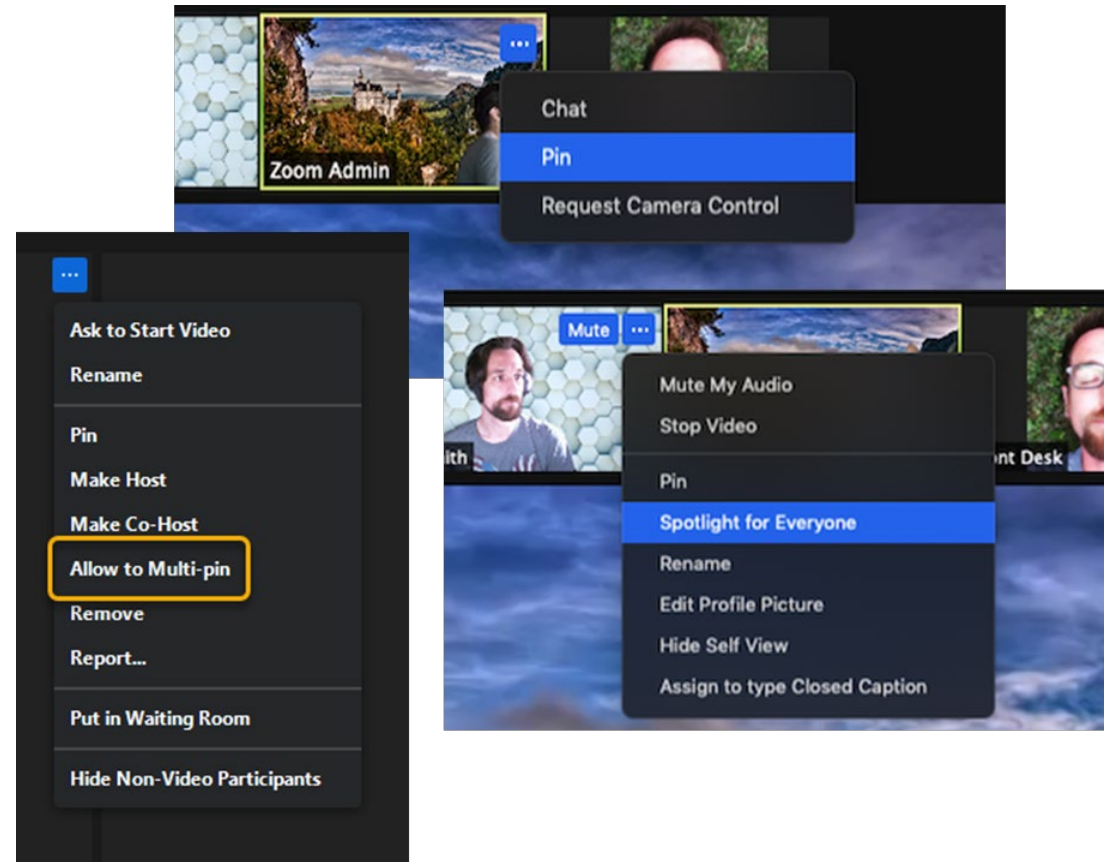 ...
Chat
Pin
Zoom Admin
Request Camera Control
...
Ask to Start Video
Rename
Pin
Make Host
Make Co-Host
Allow to Multi-pin
Remove
Report...
Put in Waiting Room
Hide Non-Video Participants
Mute ...
ith
nt Desk
Mute My Audio
Stop Video
Pin
Spotlight for Everyone
Rename
Edit Profile Picture
Hide Self View
Assign to type Closed Caption